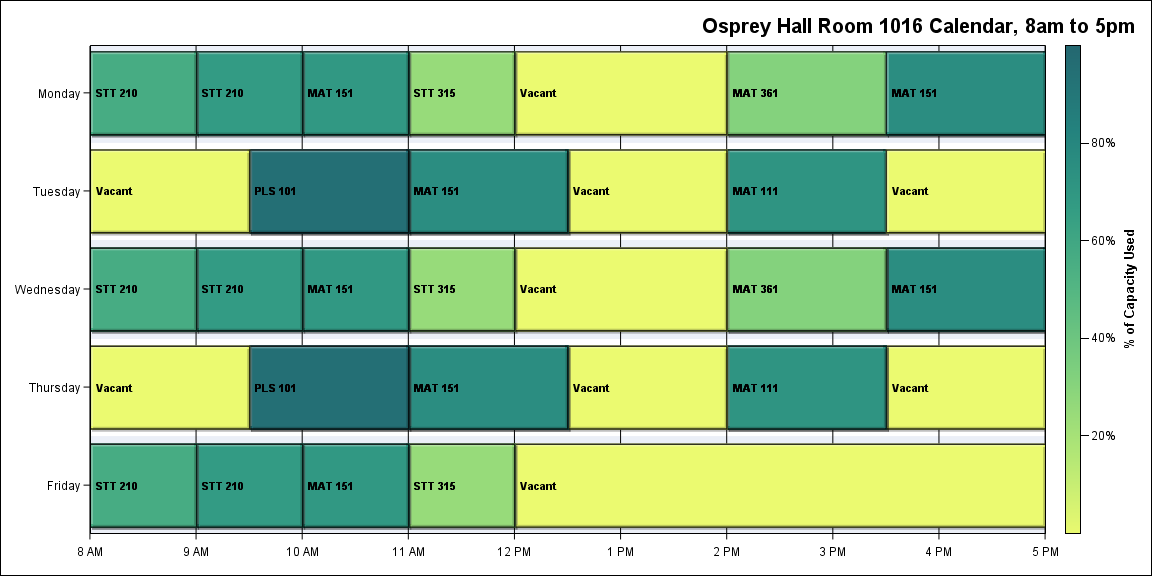 Osprey Hall Room 1016 Calendar, 8am to 5pm
Monday
STT 210
STT 210
MAT 151
STT 315
Vacant
MAT 361
MAT 151
Tuesday
Vacant
PLS 101
MAT 151
Vacant
MAT 111
Vacant
Wednesday
STT 210
STT 210
MAT 151
STT 315
Vacant
MAT 361
MAT 151
Thursday
Vacant
PLS 101
MAT 151
Vacant
MAT 111
Vacant
Friday
STT 210
STT 210
MAT 151
STT 315
Vacant
8 AM
9 AM
10 AM
11 AM
12 PM
1 PM
2 PM
3 PM
4 PM
5 PM
80%
60%
40%
20%
% of Capacity Used